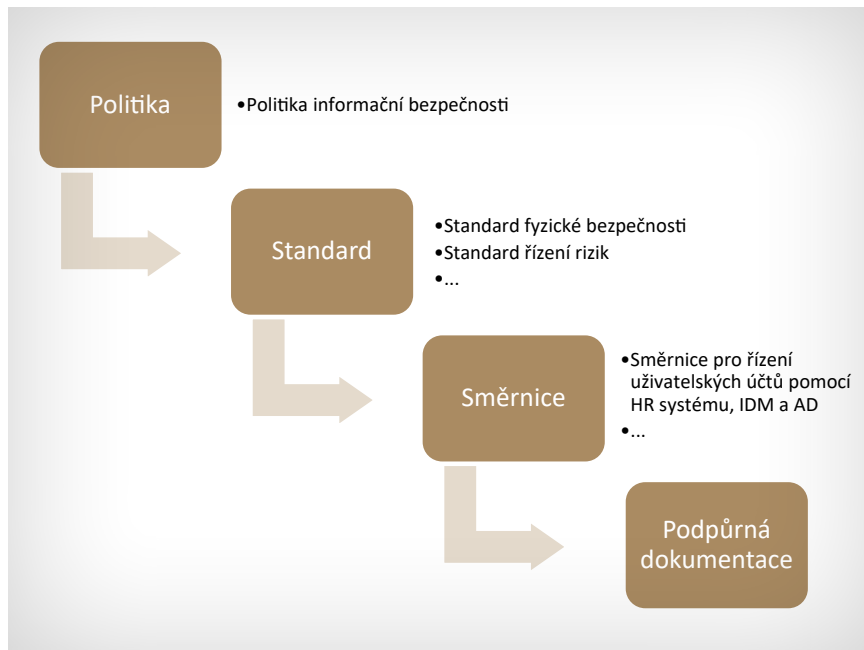 Politika
•Politika informační bezpečnosti
Standard
•Standard fyzické bezpečnosti
•Standard řízení rizik
•...
Směrnice
•Směrnice pro řízení
uživatelských účtů pomocí
HR systému, IDM a AD
•...
Podpůrná
dokumentace